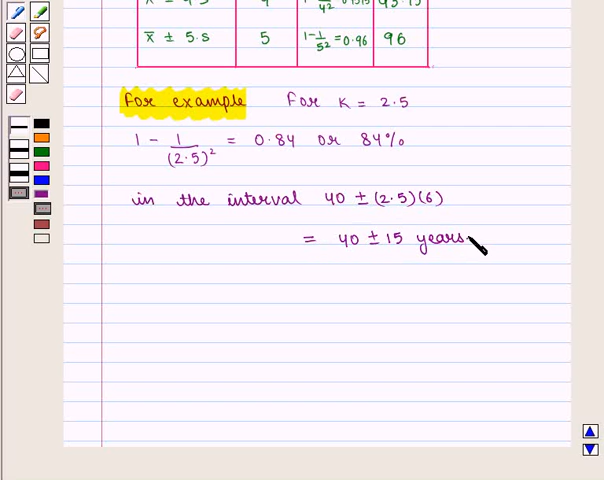 x̄ ± 5.s 5 1-1/5² = 0.96 96
For example For K = 2.5
1 - 1/(2.5)² = 0.84 or 84%
in the interval 40 ± (2.5)(6)
= 40 ± 15 years.